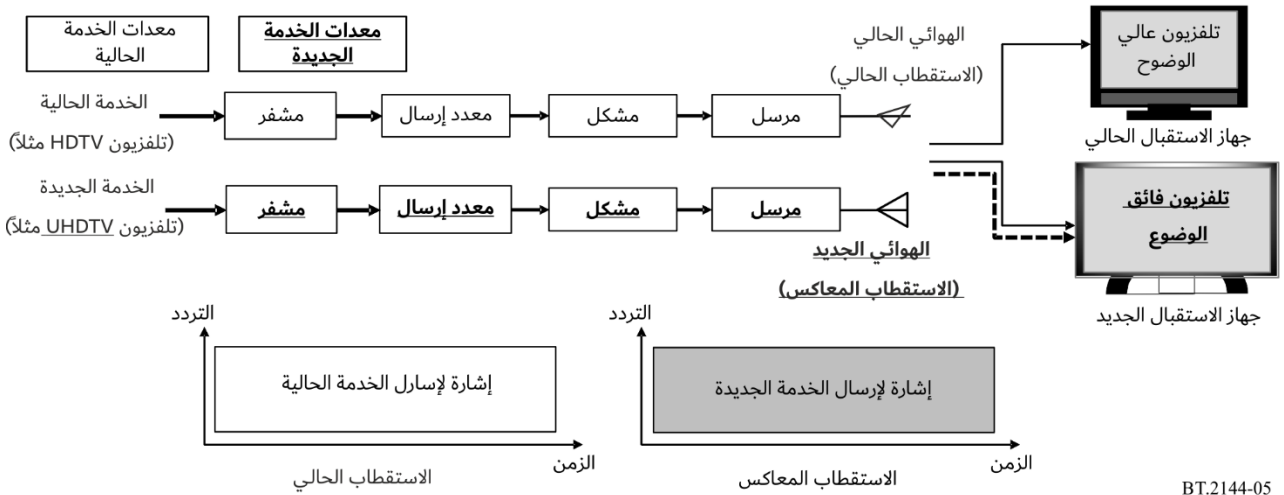 معدات الخدمة
الحالية
معدات الخدمة
الجديدة
الهوائي الحالي
(الاستقطاب الحالي)
تلفزيون عالي
الوضوح
جهاز الاستقبال الحالي
الخدمة الحالية
(تلفزيون HDTV مثلاً)
مشفر
معدد إرسال
مشكل
مرسل
الخدمة الجديدة
(تلفزيون UHDTV مثلاً)
مشفر
معدد إرسال
مشكل
مرسل
الهوائي الجديد
(الاستقطاب المعاكس)
تلفزيون فائق
الوضوع
جهاز الاستقبال الجديد
التردد
إشارة لإسارل الخدمة الحالية
الزمن
الاستقطاب الحالي
التردد
إشارة لإرسال الخدمة الجديدة
الزمن
الاستقطاب المعاكس
BT.2144-05